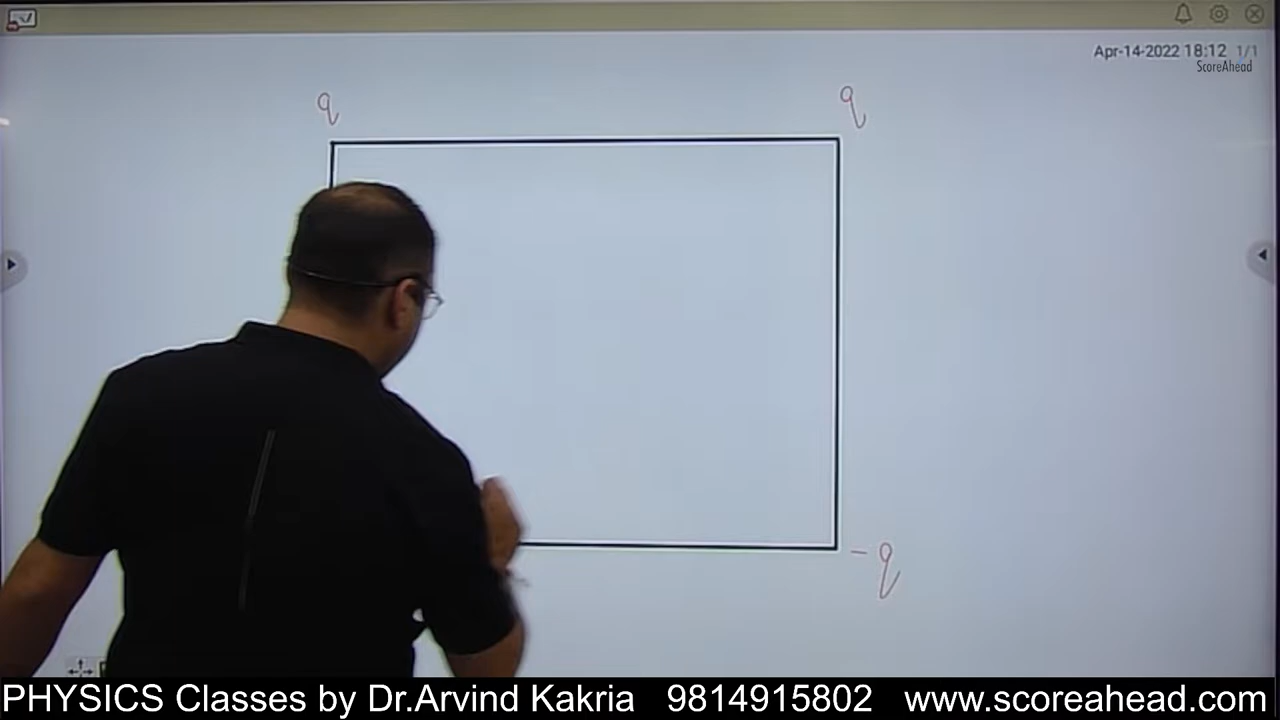 Apr-14-2022 18:12 1/1
ScoreAhead
q q
- q
PHYSICS Classes by Dr.Arvind Kakria 9814915802 www.scoreahead.com